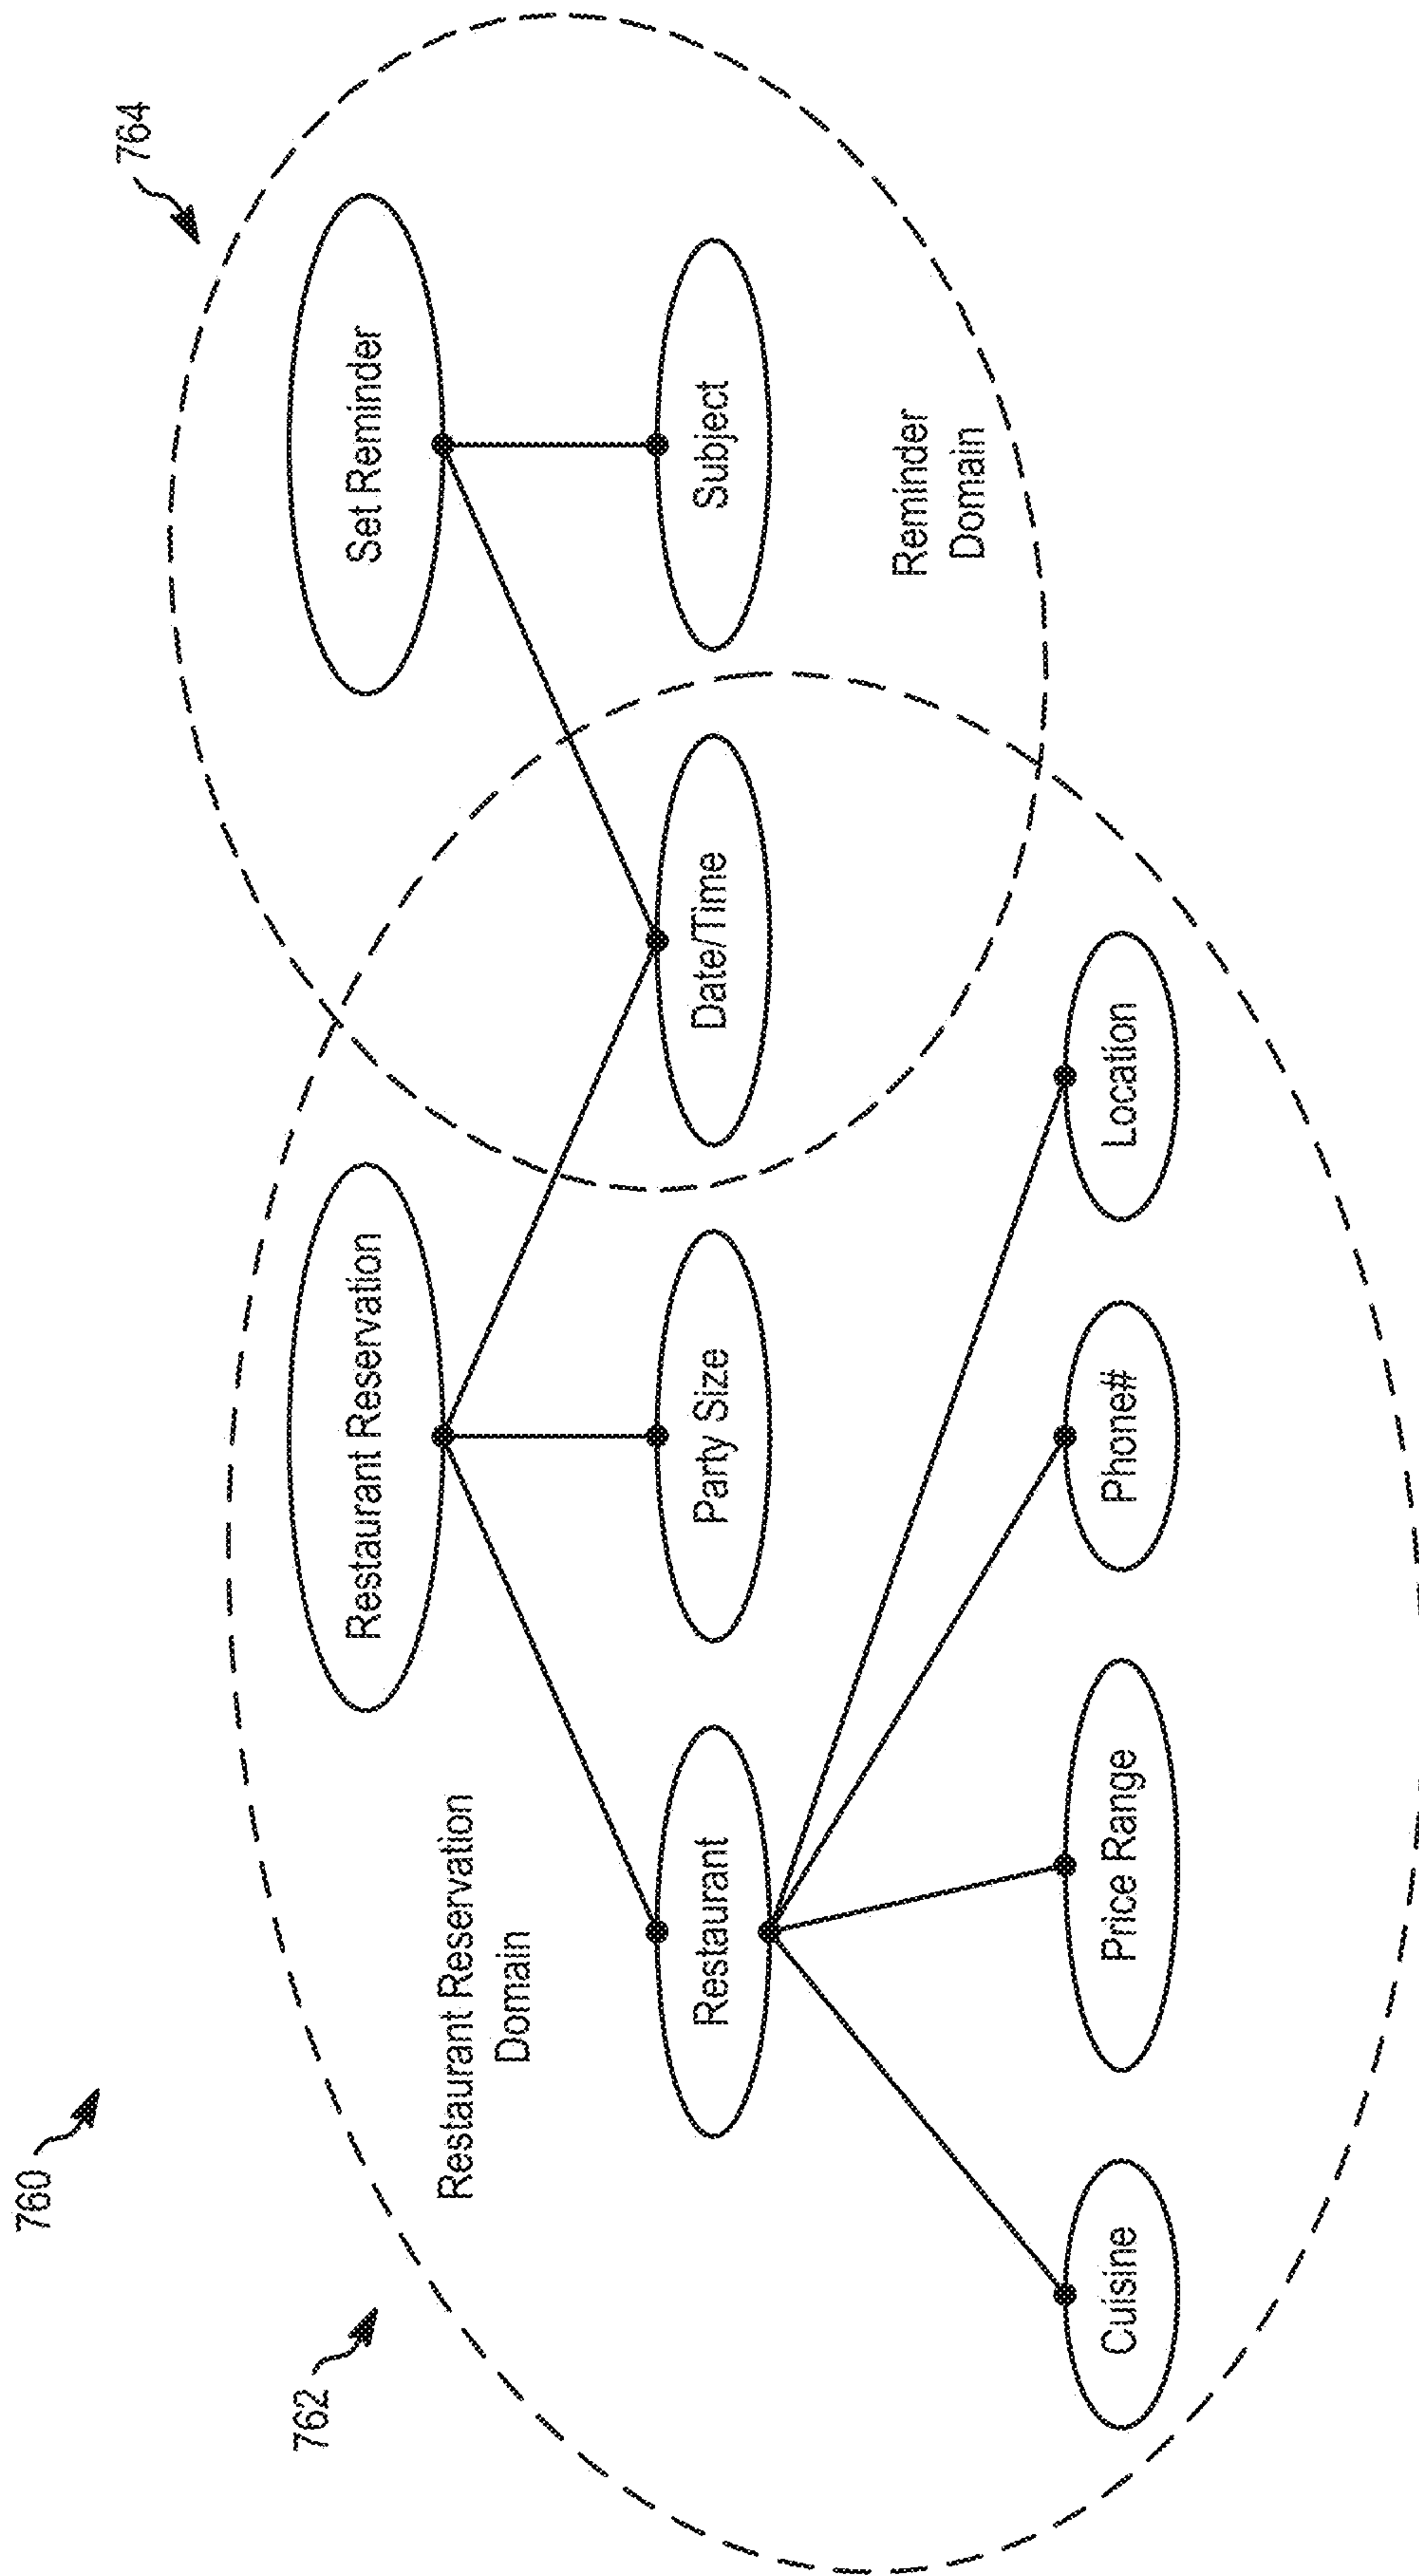 760
762
764
Restaurant Reservation
Set Reminder
Restaurant Reservation
Domain
Restaurant
Party Size
Date/Time
Subject
Reminder
Domain
Cuisine
Price Range
Phone#
Location